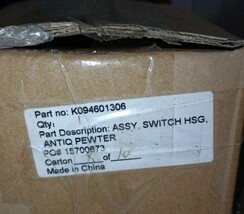 Part no: K094601306
Qty:
Part Description: ASSY, SWITCH HSG,
ANTIQ PEWTER
PO# 15700673
Carton 8 of 10
Made in China